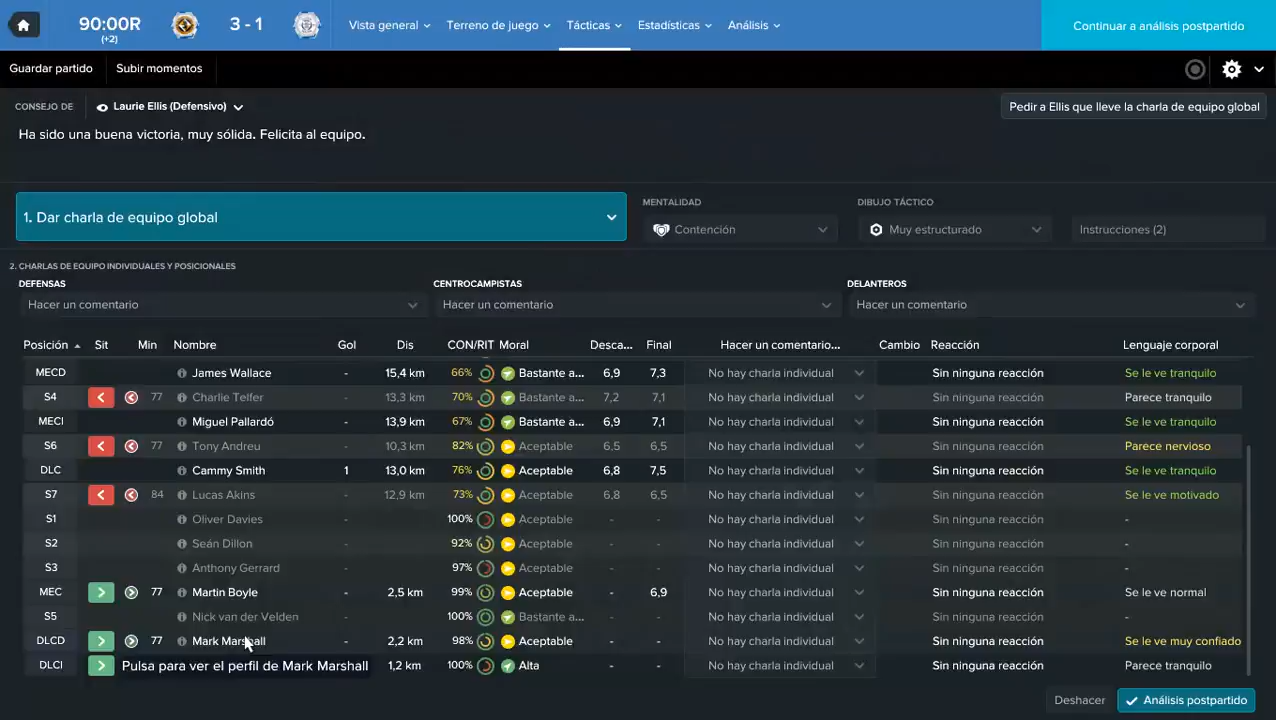 90:00R
(+2)
3 - 1
Vista general
Terreno de juego
Tácticas
Estadísticas
Análisis
Continuar a análisis postpartido
Guardar partido
Subir momentos
CONSEJO DE
Laurie Ellis (Defensivo)
Pedir a Ellis que lleve la charla de equipo global
Ha sido una buena victoria, muy sólida. Felicita al equipo.
1. Dar charla de equipo global
MENTALIDAD
Contención
DIBUJO TÁCTICO
Muy estructurado
Instrucciones (2)
2. CHARLAS DE EQUIPO INDIVIDUALES Y POSICIONALES
DEFENSAS
Hacer un comentario
CENTROCAMPISTAS
Hacer un comentario
DELANTEROS
Hacer un comentario
Posición Sit Min Nombre Gol Dis CON/RIT Moral Desca... Final Hacer un comentario... Cambio Reacción Lenguaje corporal
MECD James Wallace - 15,4 km 66% Bastante a... 6,9 7,3 No hay charla individual Sin ninguna reacción Se le ve tranquilo
S4 77 Charlie Telfer - 13,3 km 70% Bastante a... 7,2 7,1 No hay charla individual Sin ninguna reacción Parece tranquilo
MECI Miguel Pallardó - 13,9 km 67% Bastante a... 6,9 7,1 No hay charla individual Sin ninguna reacción Se le ve tranquilo
S6 77 Tony Andreu - 10,3 km 82% Aceptable 6,5 6,5 No hay charla individual Sin ninguna reacción Parece nervioso
DLC Cammy Smith 1 13,0 km 76% Aceptable 6,8 7,5 No hay charla individual Sin ninguna reacción Se le ve tranquilo
S7 84 Lucas Akins - 12,9 km 73% Aceptable 6,8 6,5 No hay charla individual Sin ninguna reacción Se le ve motivado
S1 Oliver Davies - 100% Aceptable - - No hay charla individual Sin ninguna reacción -
S2 Seán Dillon - 92% Aceptable - - No hay charla individual Sin ninguna reacción -
S3 Anthony Gerrard - 97% Aceptable - - No hay charla individual Sin ninguna reacción -
MEC 77 Martin Boyle - 2,5 km 99% Aceptable - 6,9 No hay charla individual Sin ninguna reacción Se le ve normal
S5 Nick van der Velden - 100% Bastante a... - - No hay charla individual Sin ninguna reacción -
DLCD 77 Mark Marshall - 2,2 km 98% Aceptable - - No hay charla individual Sin ninguna reacción Se le ve muy confiado
DLCI Pulsa para ver el perfil de Mark Marshall 1,2 km 100% Alta - - No hay charla individual Sin ninguna reacción Parece tranquilo
Deshacer
Análisis postpartido